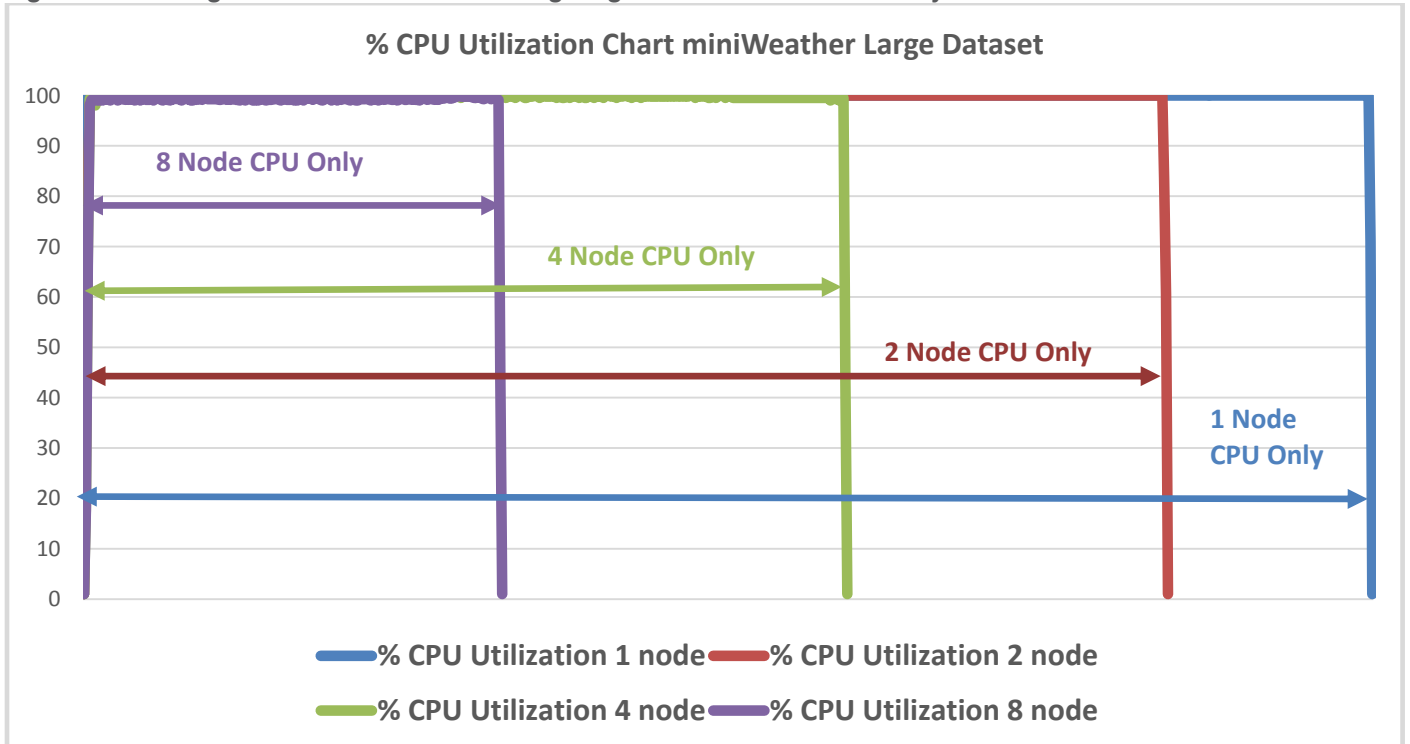 % CPU Utilization Chart miniWeather Large Dataset
100
90
8 Node CPU Only
80
70
4 Node CPU Only
60
50
2 Node CPU Only
40
1 Node
30
CPU Only
20
10
0
% CPU Utilization 1 node % CPU Utilization 2 node
% CPU Utilization 4 node % CPU Utilization 8 node